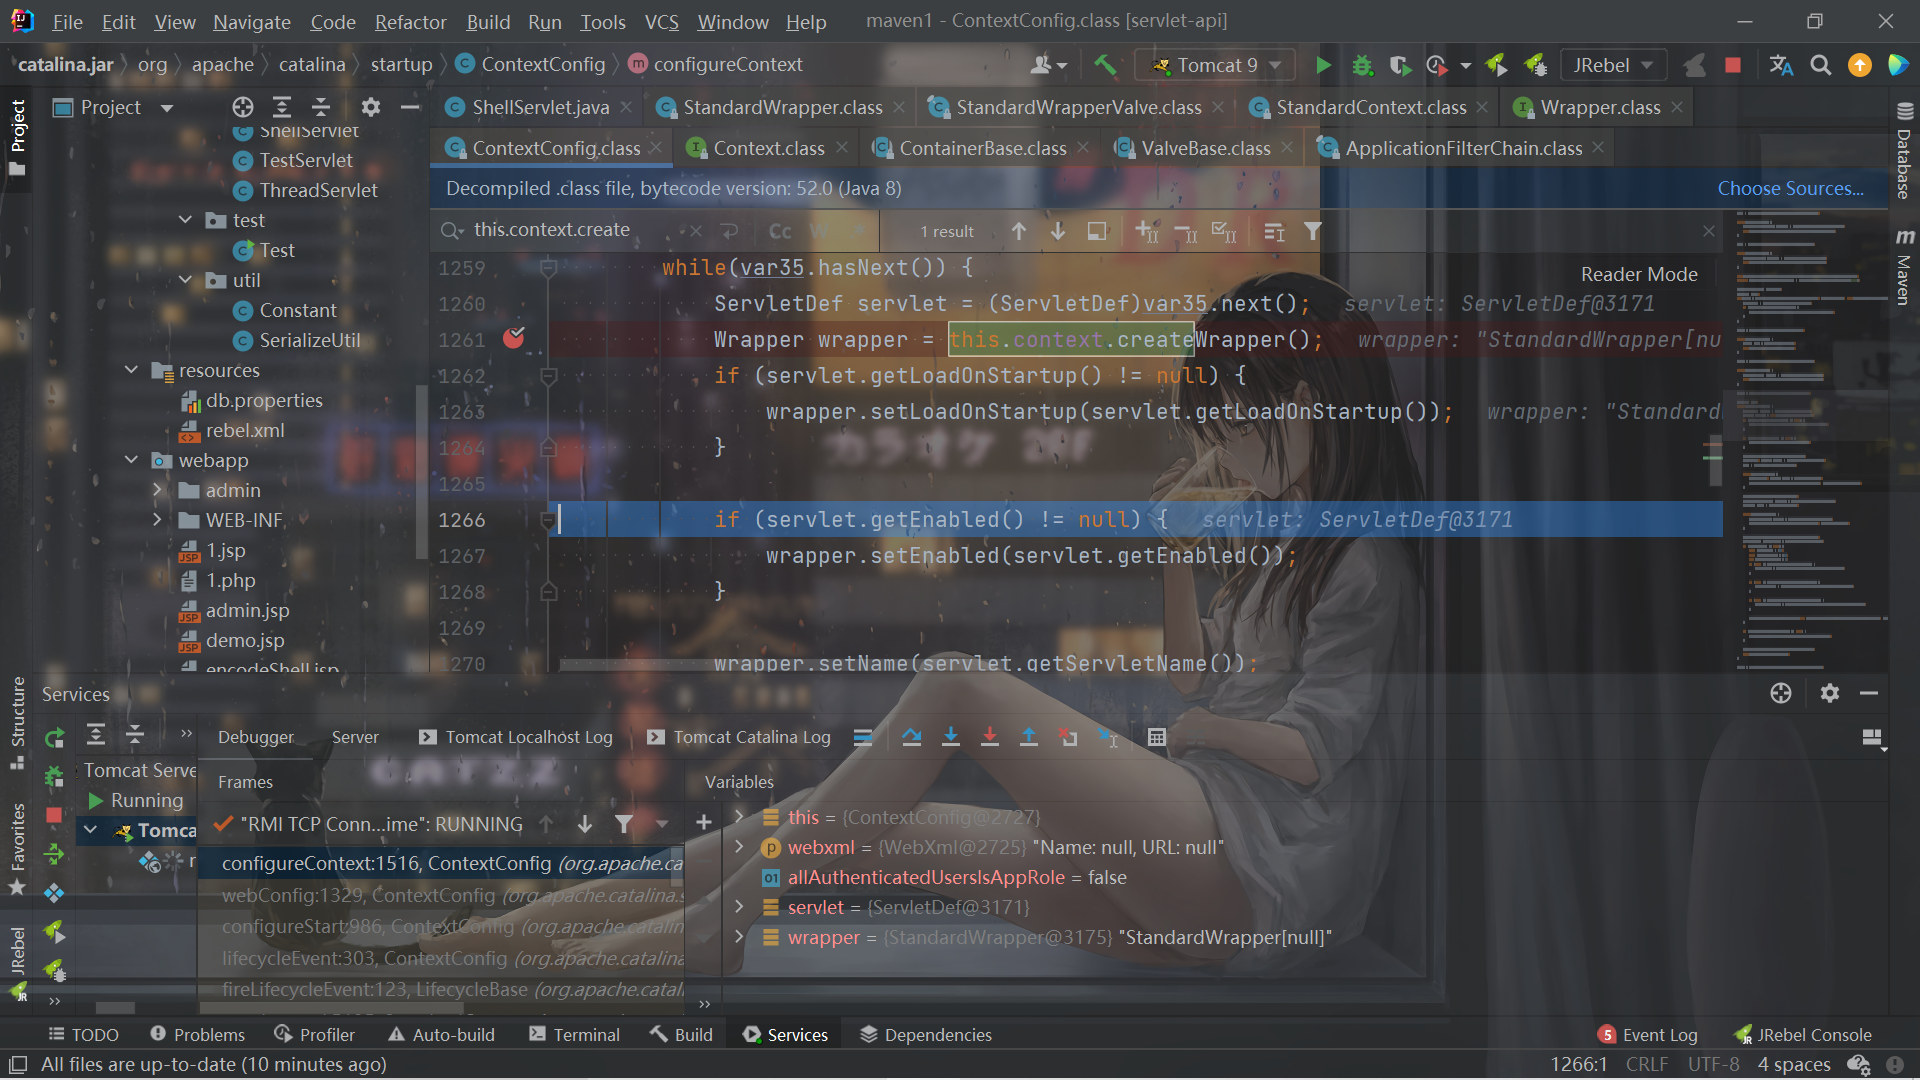 File Edit View Navigate Code Refactor Build Run Tools VCS Window Help maven1 - ContextConfig.class [servlet-api]
catalina.jar org apache catalina startup ContextConfig configureContext Tomcat 9 JRebel
Project
Project
ShellServlet.java StandardWrapper.class StandardWrapperValve.class StandardContext.class Wrapper.class
ContextConfig.class Context.class ContainerBase.class ValveBase.class ApplicationFilterChain.class
Decompiled .class file, bytecode version: 52.0 (Java 8) Choose Sources...
this.context.create Cc W 1 result
Reader Mode
ShellServlet
TestServlet
ThreadServlet
test
Test
util
Constant
SerializeUtil
resources
db.properties
rebel.xml
webapp
admin
WEB-INF
1.jsp
1.php
admin.jsp
demo.jsp
encodeShell.jsp
1259 while(var35.hasNext()) {
1260 ServletDef servlet = (ServletDef)var35.next(); servlet: ServletDef@3171
1261 Wrapper wrapper = this.context.createWrapper(); wrapper: "StandardWrapper[nu
1262 if (servlet.getLoadOnStartup() != null) {
1263 wrapper.setLoadOnStartup(servlet.getLoadOnStartup()); wrapper: "Standard
1264 }
1265
1266 if (servlet.getEnabled() != null) { servlet: ServletDef@3171
1267 wrapper.setEnabled(servlet.getEnabled());
1268 }
1269
1270 wrapper.setName(servlet.getServletName());
カラオケ 2F
Database
Maven
Structure
Favorites
JRebel
Services
Debugger Server Tomcat Localhost Log Tomcat Catalina Log
Tomcat Serve
Running
Tomca
Frames
"RMI TCP Conn...ime": RUNNING
configureContext:1516, ContextConfig (org.apache.ca
webConfig:1329, ContextConfig (org.apache.catalina.s
configureStart:986, ContextConfig (org.apache.catalina
lifecycleEvent:303, ContextConfig (org.apache.catalina
fireLifecycleEvent:123, LifecycleBase (org.apache.catali
Variables
this = {ContextConfig@2727}
webxml = {WebXml@2725} "Name: null, URL: null"
allAuthenticatedUsersIsAppRole = false
servlet = {ServletDef@3171}
wrapper = {StandardWrapper@3175} "StandardWrapper[null]"
TODO Problems Profiler Auto-build Terminal Build Services Dependencies 5 Event Log JRebel Console
All files are up-to-date (10 minutes ago) 1266:1 CRLF UTF-8 4 spaces